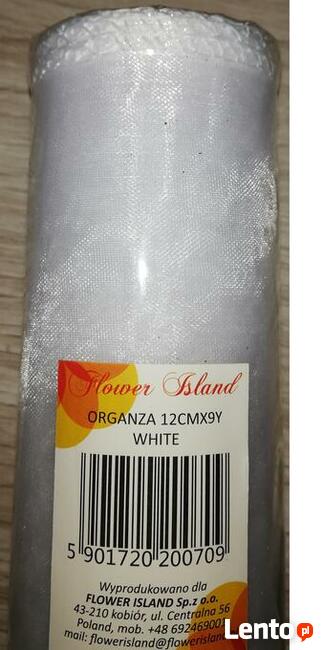 Flower Island
ORGANZA 12CMX9Y
WHITE
5 901720 200709
Wyprodukowano dla
FLOWER ISLAND Sp.z o.o.
43-210 kobiór, ul. Centralna 56
Poland, mob. +48 692469001
mail: flowerisland@flowerisland
Lento.pl